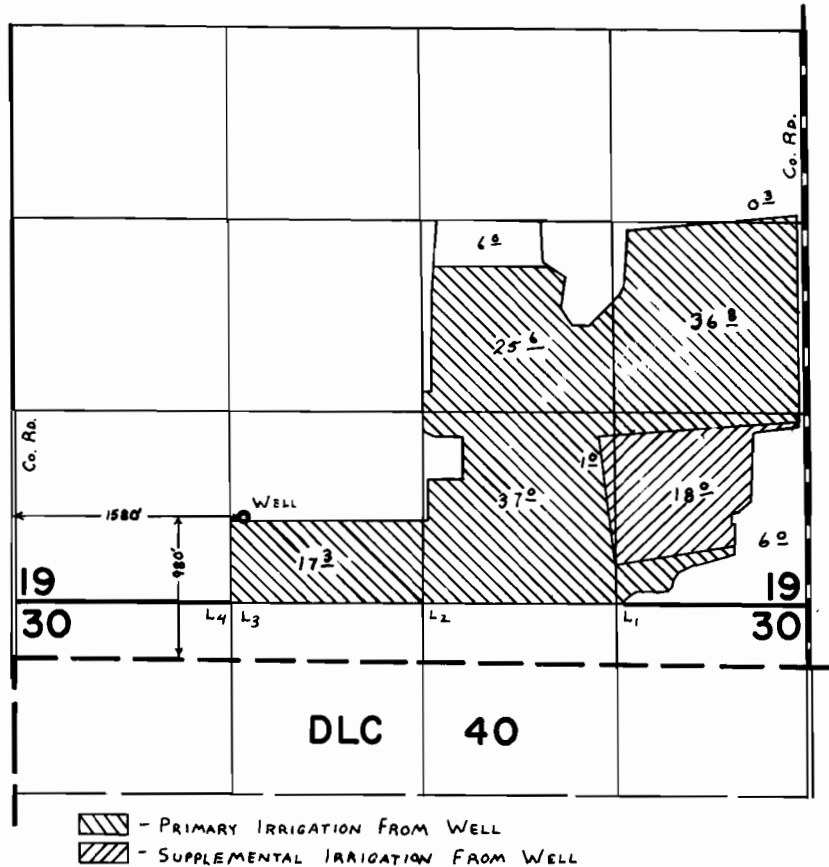 Co. RD.
0 3
6 0
36 8
25 6
Co. RD.
1 0
WELL
1580'
37 0
18 0
6 0
980'
17 3
19
19
30
L4
L3
L2
L1
30
DLC 40
- PRIMARY IRRIGATION FROM WELL
- SUPPLEMENTAL IRRIGATION FROM WELL